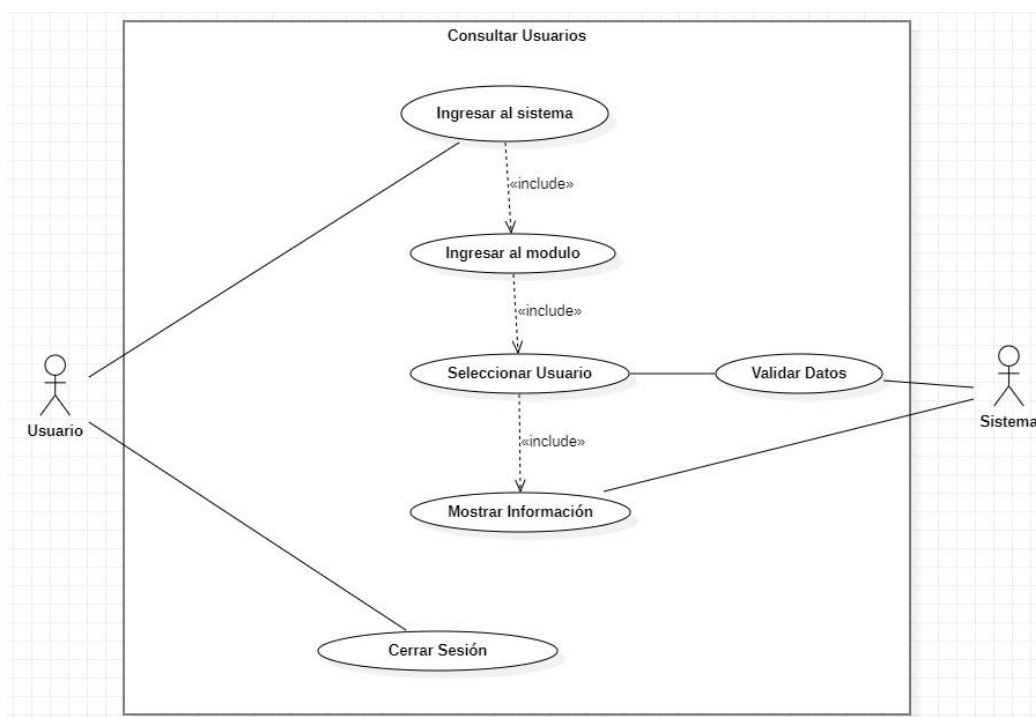 Consultar Usuarios
Ingresar al sistema
«include»
Ingresar al modulo
«include»
Seleccionar Usuario
Validar Datos
Usuario
Sistema
«include»
Mostrar Información
Cerrar Sesión